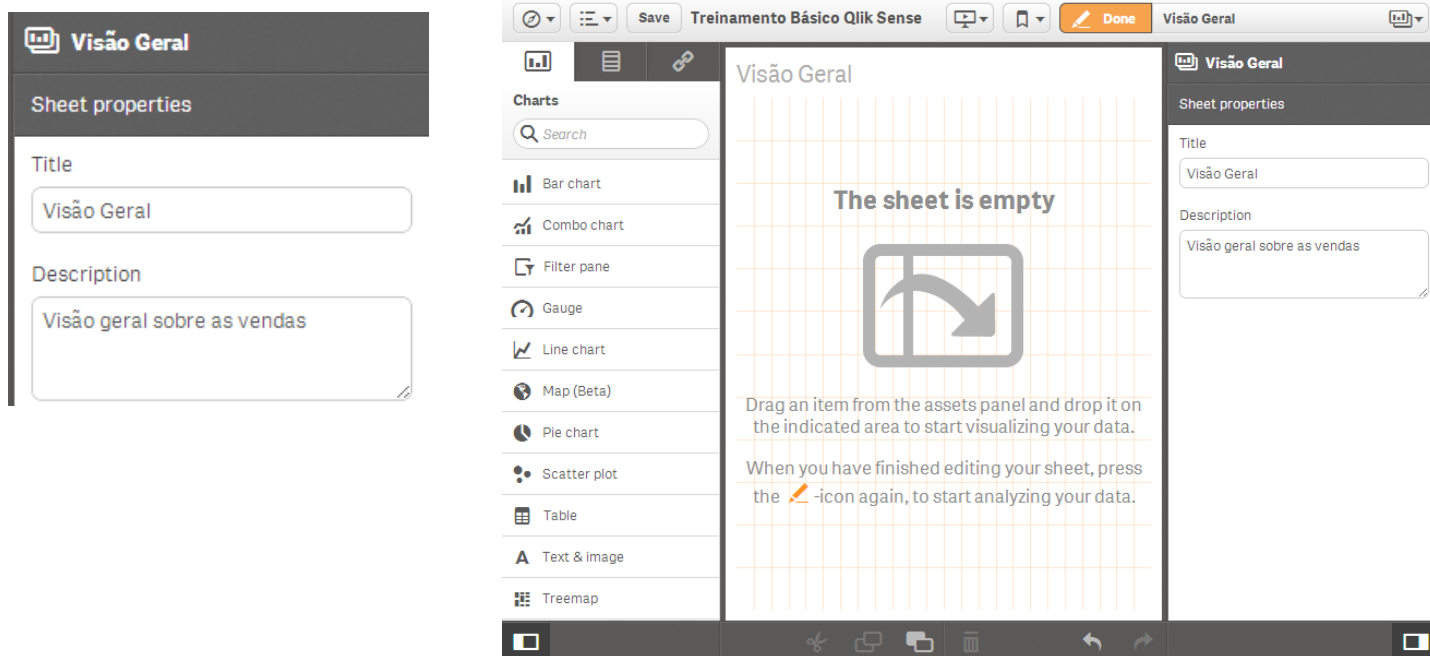 Visão Geral
Sheet properties
Title
Visão Geral
Description
Visão geral sobre as vendas
Save
Treinamento Básico Qlik Sense
Done
Visão Geral
Charts
Search
Bar chart
Combo chart
Filter pane
Gauge
Line chart
Map (Beta)
Pie chart
Scatter plot
Table
Text & image
Treemap
Visão Geral
The sheet is empty
Drag an item from the assets panel and drop it on
the indicated area to start visualizing your data.
When you have finished editing your sheet, press
the -icon again, to start analyzing your data.
Visão Geral
Sheet properties
Title
Visão Geral
Description
Visão geral sobre as vendas